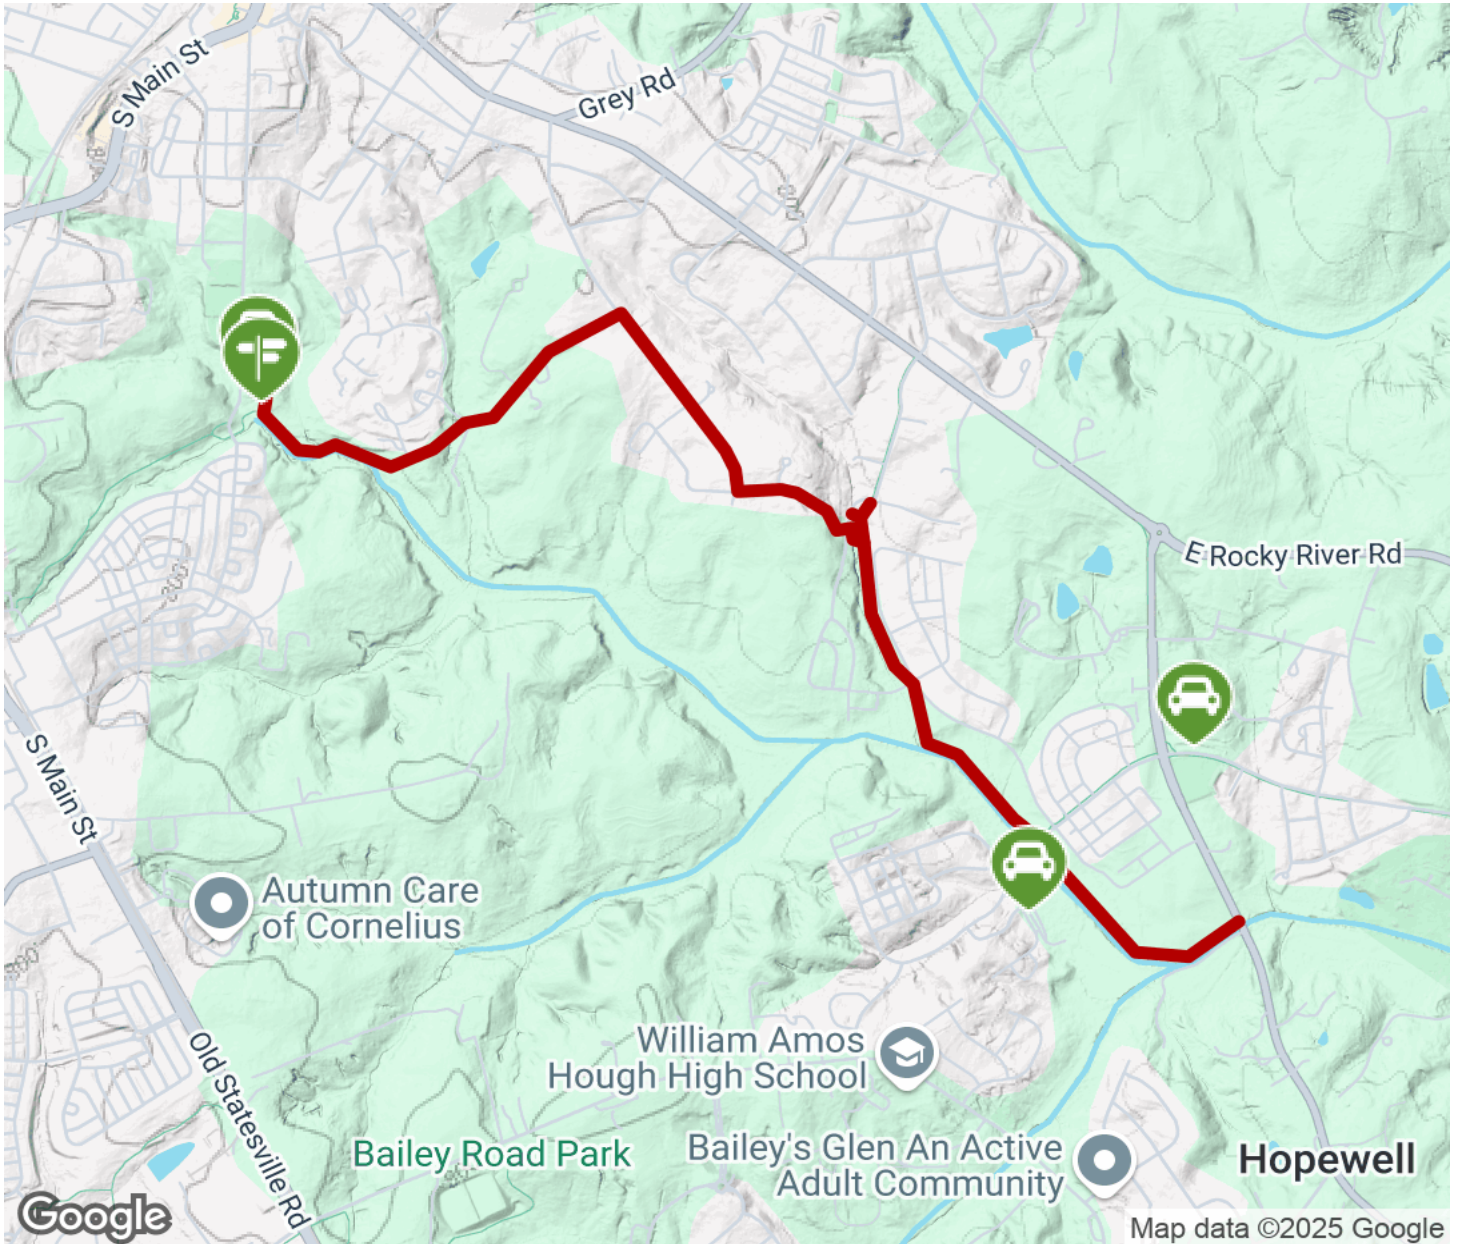 S Main St
Grey Rd
E Rocky River Rd
S Main St
Autumn Care
of Cornelius
Old Statesville Rd
William Amos
Hough High School
Bailey Road Park
Bailey's Glen An Active
Adult Community
Hopewell
Google
Map data ©2025 Google